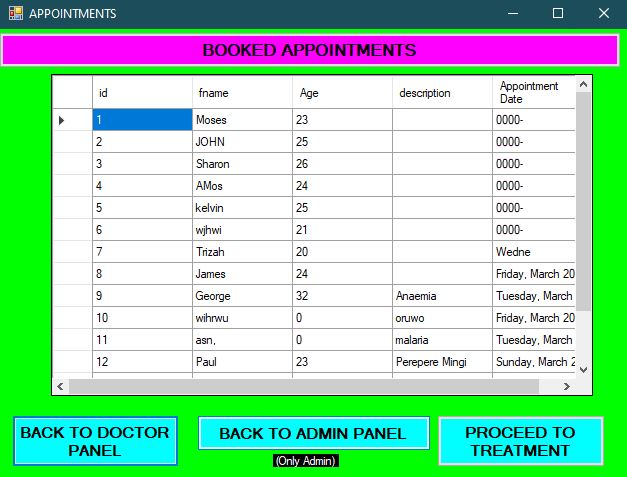 APPOINTMENTS
BOOKED APPOINTMENTS
id fname Age description Appointment
Date
1 Moses 23 0000-
2 JOHN 25 0000-
3 Sharon 26 0000-
4 AMos 24 0000-
5 kelvin 25 0000-
6 wjhwi 21 0000-
7 Trizah 20 Wedne
8 James 24 Friday, March 20
9 George 32 Anaemia Tuesday, March
10 wihrwu 0 oruwo Friday, March 20
11 asn, 0 malaria Tuesday, March
12 Paul 23 Perepere Mingi Sunday, March 2
BACK TO DOCTOR
PANEL
BACK TO ADMIN PANEL
(Only Admin)
PROCEED TO
TREATMENT